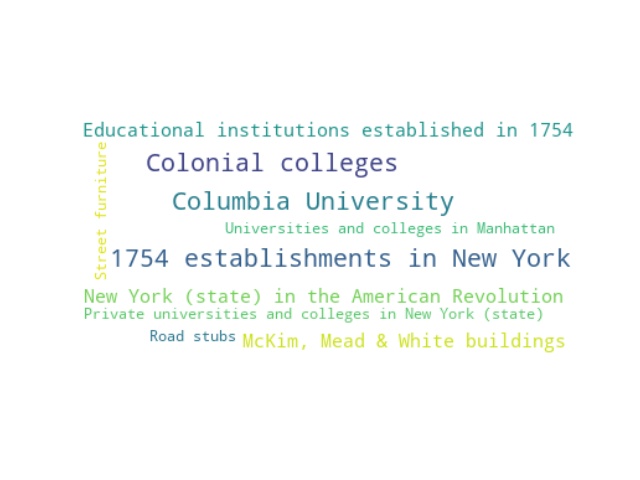 Educational institutions established in 1754
Street furniture
Colonial colleges
Columbia University
Universities and colleges in Manhattan
1754 establishments in New York
New York (state) in the American Revolution
Private universities and colleges in New York (state)
Road stubs
McKim, Mead & White buildings